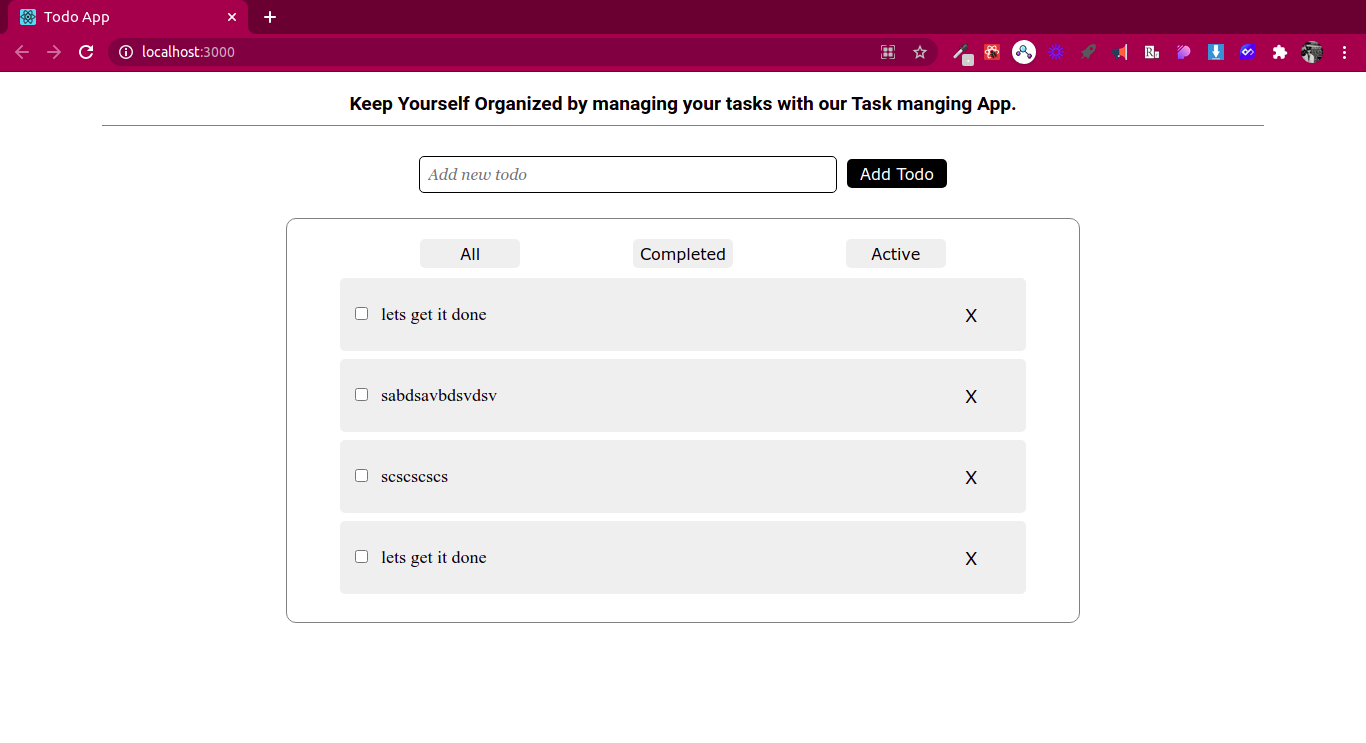 Todo App
localhost:3000
Keep Yourself Organized by managing your tasks with our Task manging App.
Add new todo Add Todo
All Completed Active
lets get it done X
sabdsavbdsvdsv X
scscscscs X
lets get it done X